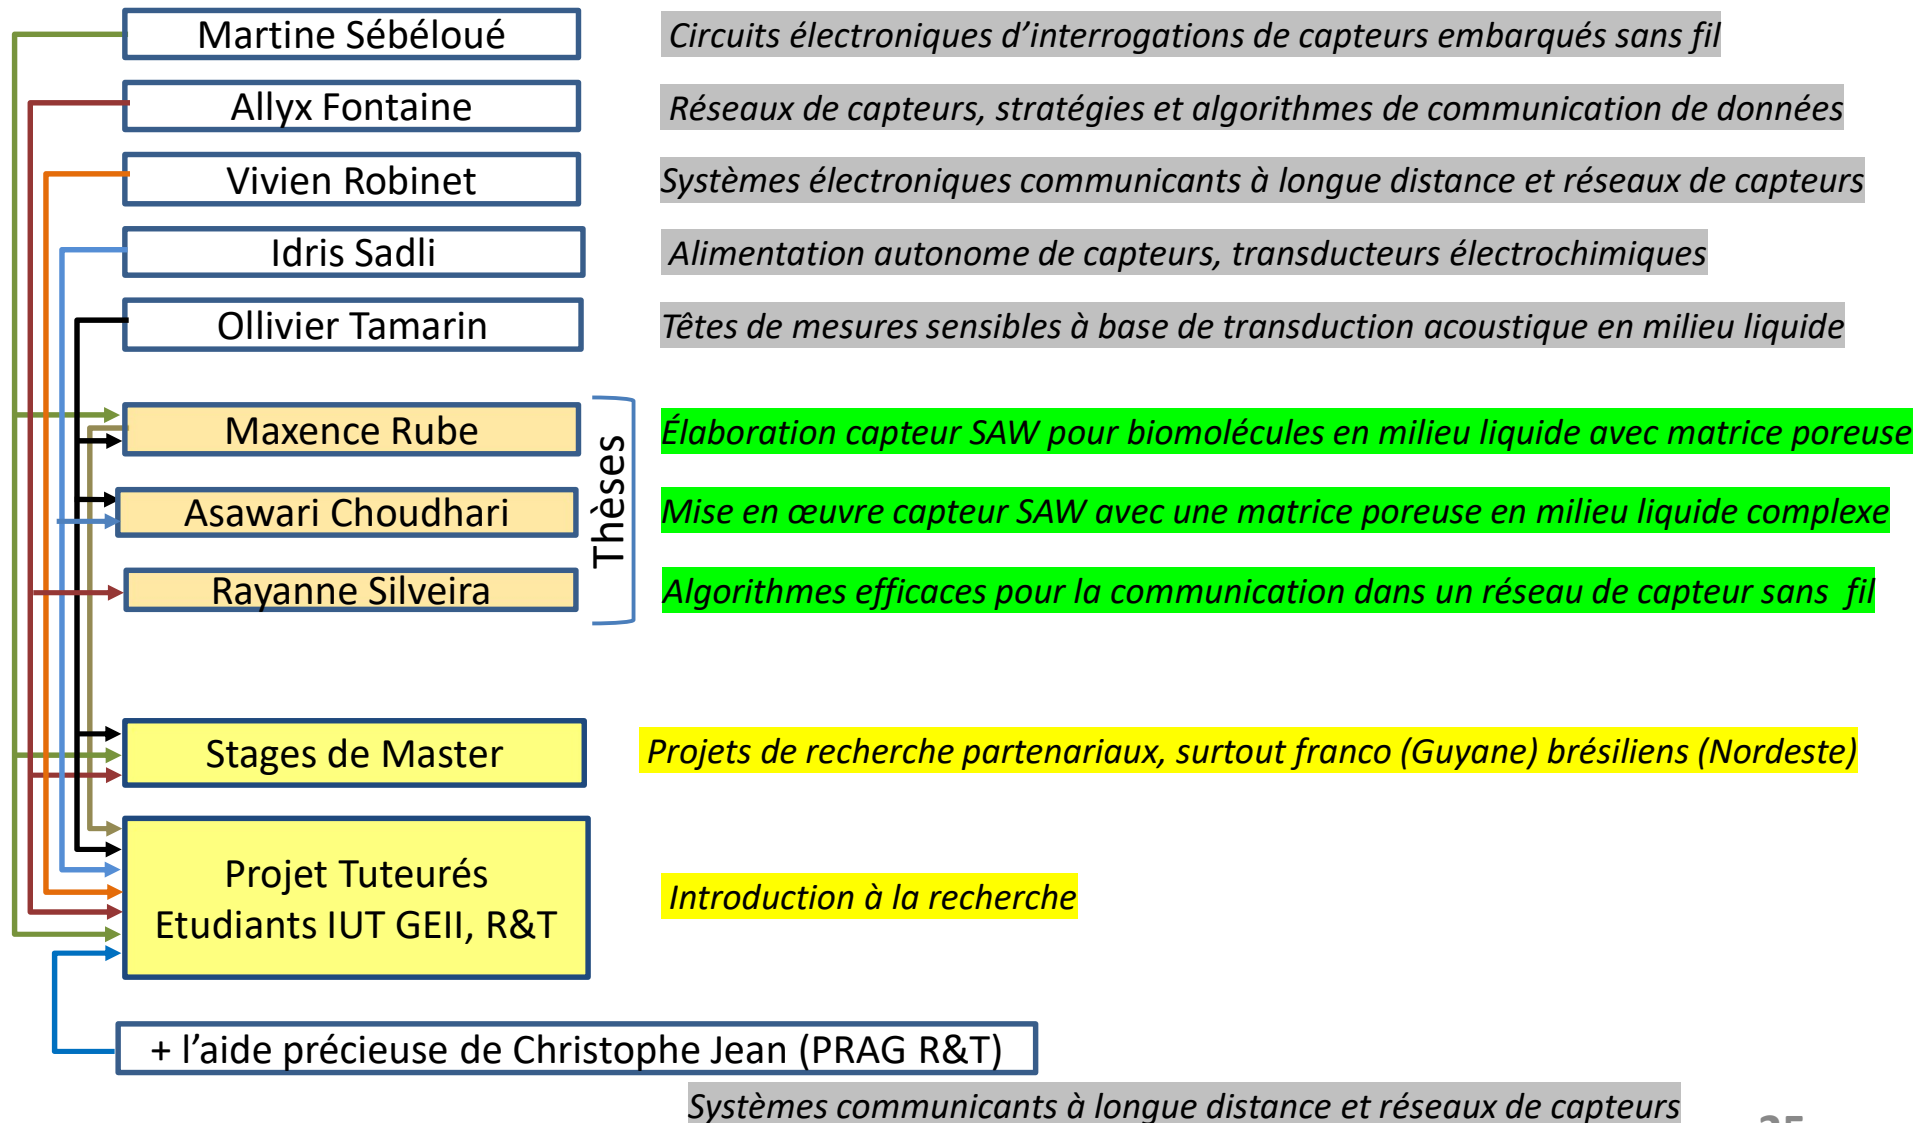 Martine Sébéloué
Circuits électroniques d’interrogations de capteurs embarqués sans fil
Allyx Fontaine
Réseaux de capteurs, stratégies et algorithmes de communication de données
Vivien Robinet
Systèmes électroniques communicants à longue distance et réseaux de capteurs
Idris Sadli
Alimentation autonome de capteurs, transducteurs électrochimiques
Ollivier Tamarin
Têtes de mesures sensibles à base de transduction acoustique en milieu liquide
Thèses
Maxence Rube
Élaboration capteur SAW pour biomolécules en milieu liquide avec matrice poreuse
Asawari Choudhari
Mise en œuvre capteur SAW avec une matrice poreuse en milieu liquide complexe
Rayanne Silveira
Algorithmes efficaces pour la communication dans un réseau de capteur sans fil
Stages de Master
Projets de recherche partenariaux, surtout franco (Guyane) brésiliens (Nordeste)
Projet Tuteurés
Etudiants IUT GEII, R&T
Introduction à la recherche
+ l’aide précieuse de Christophe Jean (PRAG R&T)
Systèmes communicants à longue distance et réseaux de capteurs